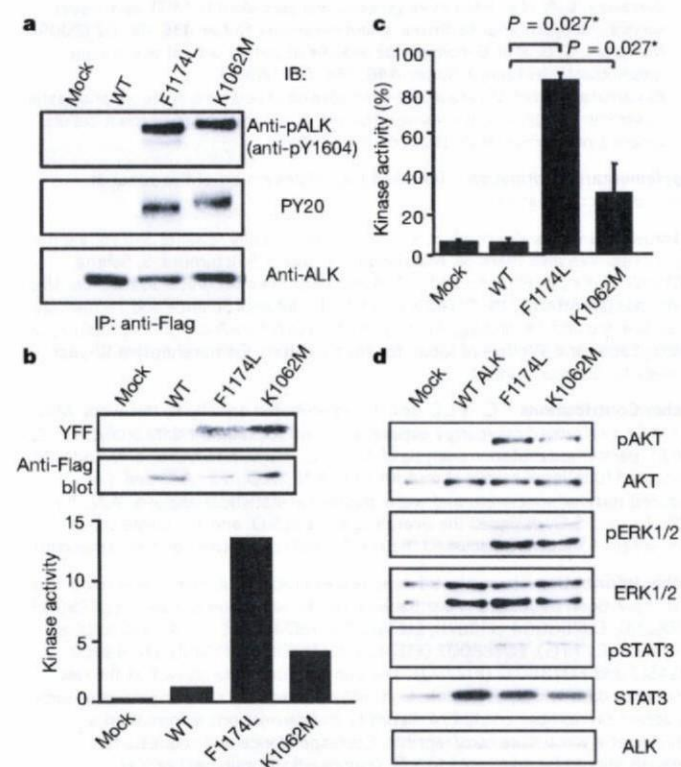 a
Mock
WT
F1174L
K1062M
IB:
Anti-pALK
(anti-pY1604)
PY20
Anti-ALK
IP: anti-Flag
b
Mock
WT
F1174L
K1062M
YFF
Anti-Flag
blot
15
10
5
0
Kinase activity
Mock
WT
F1174L
K1062M
c
P = 0.027*
P = 0.027*
100
80
60
40
20
0
Kinase activity (%)
Mock
WT
F1174L
K1062M
d
Mock
WT ALK
F1174L
K1062M
pAKT
AKT
pERK1/2
ERK1/2
pSTAT3
STAT3
ALK